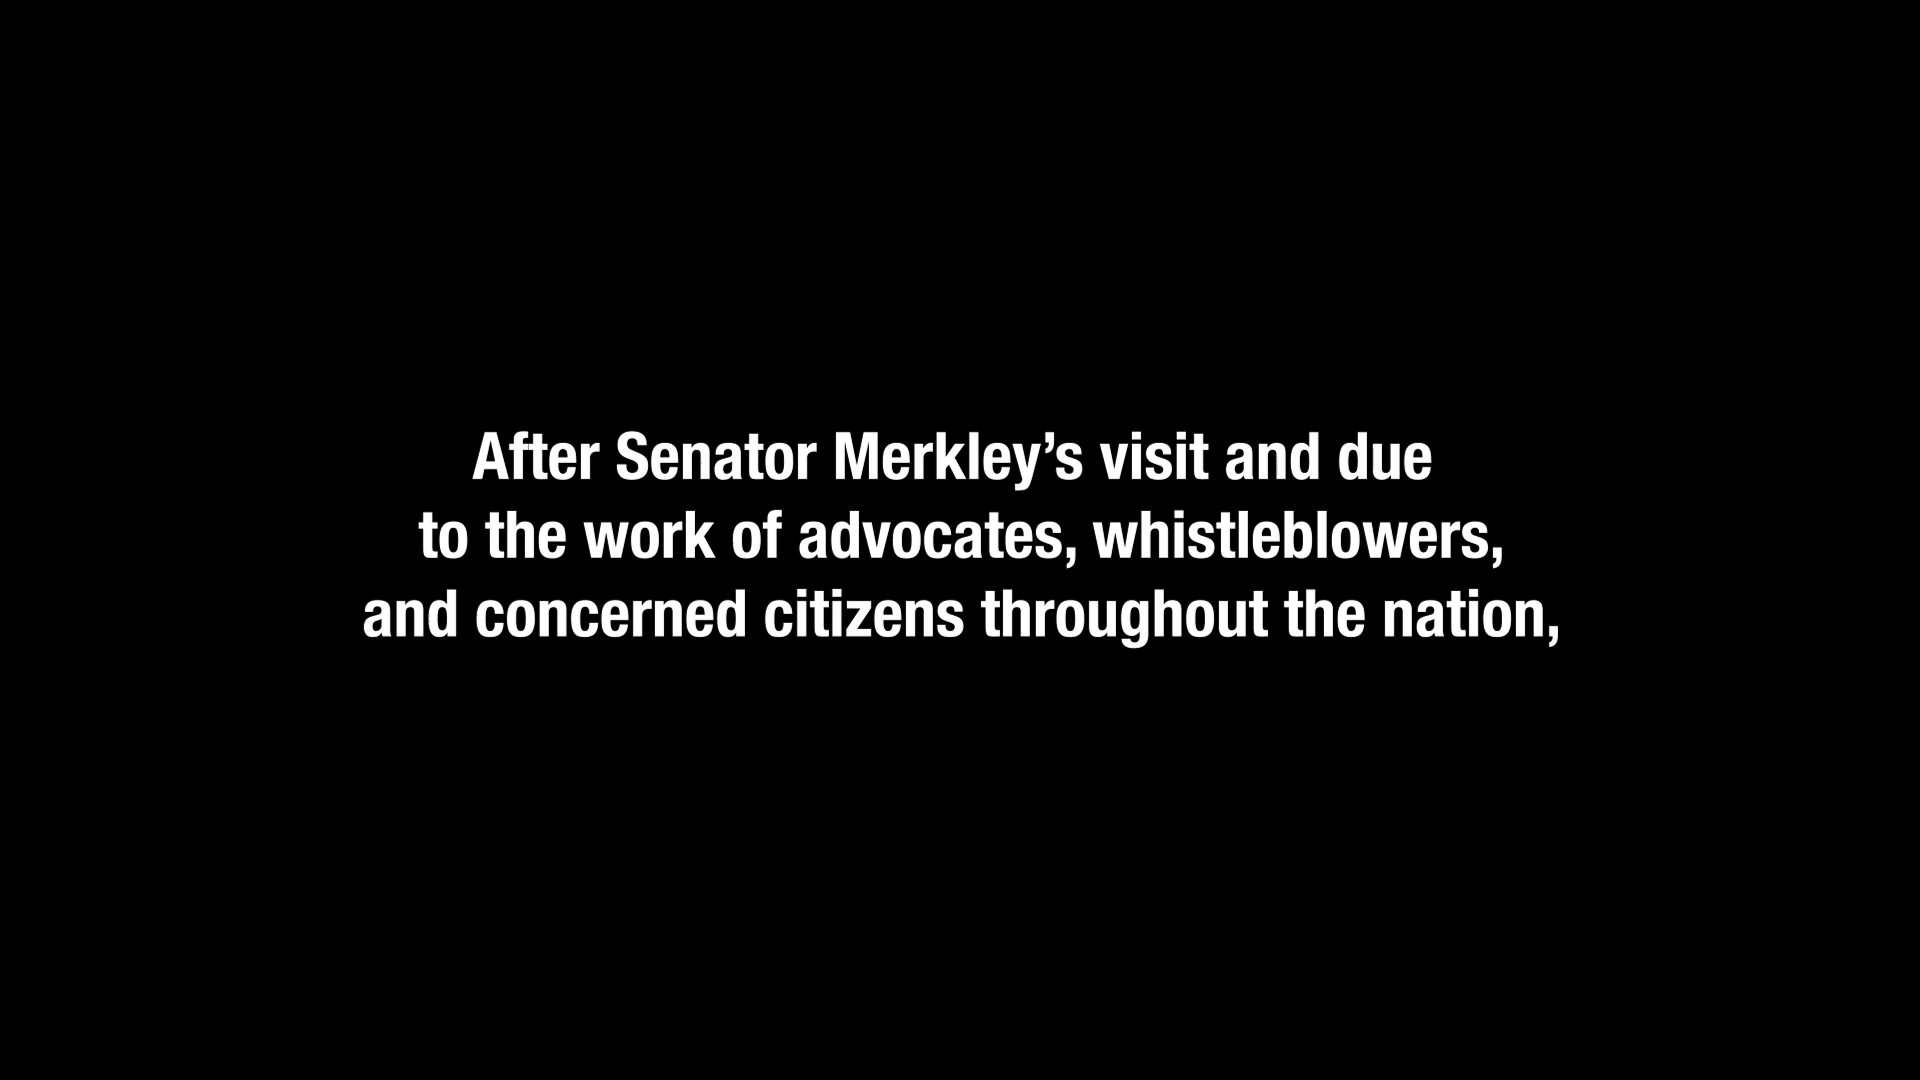 After Senator Merkley’s visit and due
to the work of advocates, whistleblowers,
and concerned citizens throughout the nation,